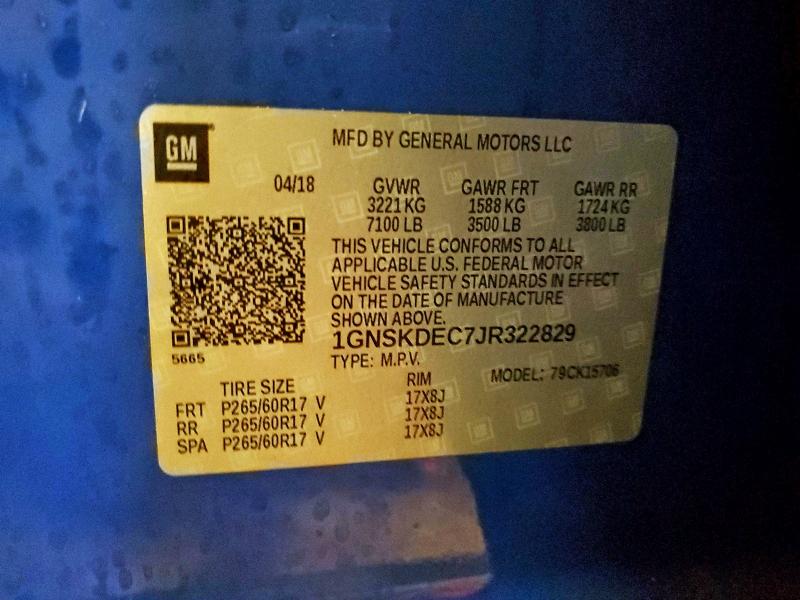 GM
MFD BY GENERAL MOTORS LLC
04/18 GVWR GAWR FRT GAWR RR
3221 KG 1588 KG 1724 KG
7100 LB 3500 LB 3800 LB
THIS VEHICLE CONFORMS TO ALL
APPLICABLE U.S. FEDERAL MOTOR
VEHICLE SAFETY STANDARDS IN EFFECT
ON THE DATE OF MANUFACTURE
SHOWN ABOVE.
1GNSKDEC7JR322829
5665
TYPE: M.P.V. MODEL: 79CK15706
TIRE SIZE RIM
FRT P265/60R17 V 17X8J
RR P265/60R17 V 17X8J
SPA P265/60R17 V 17X8J